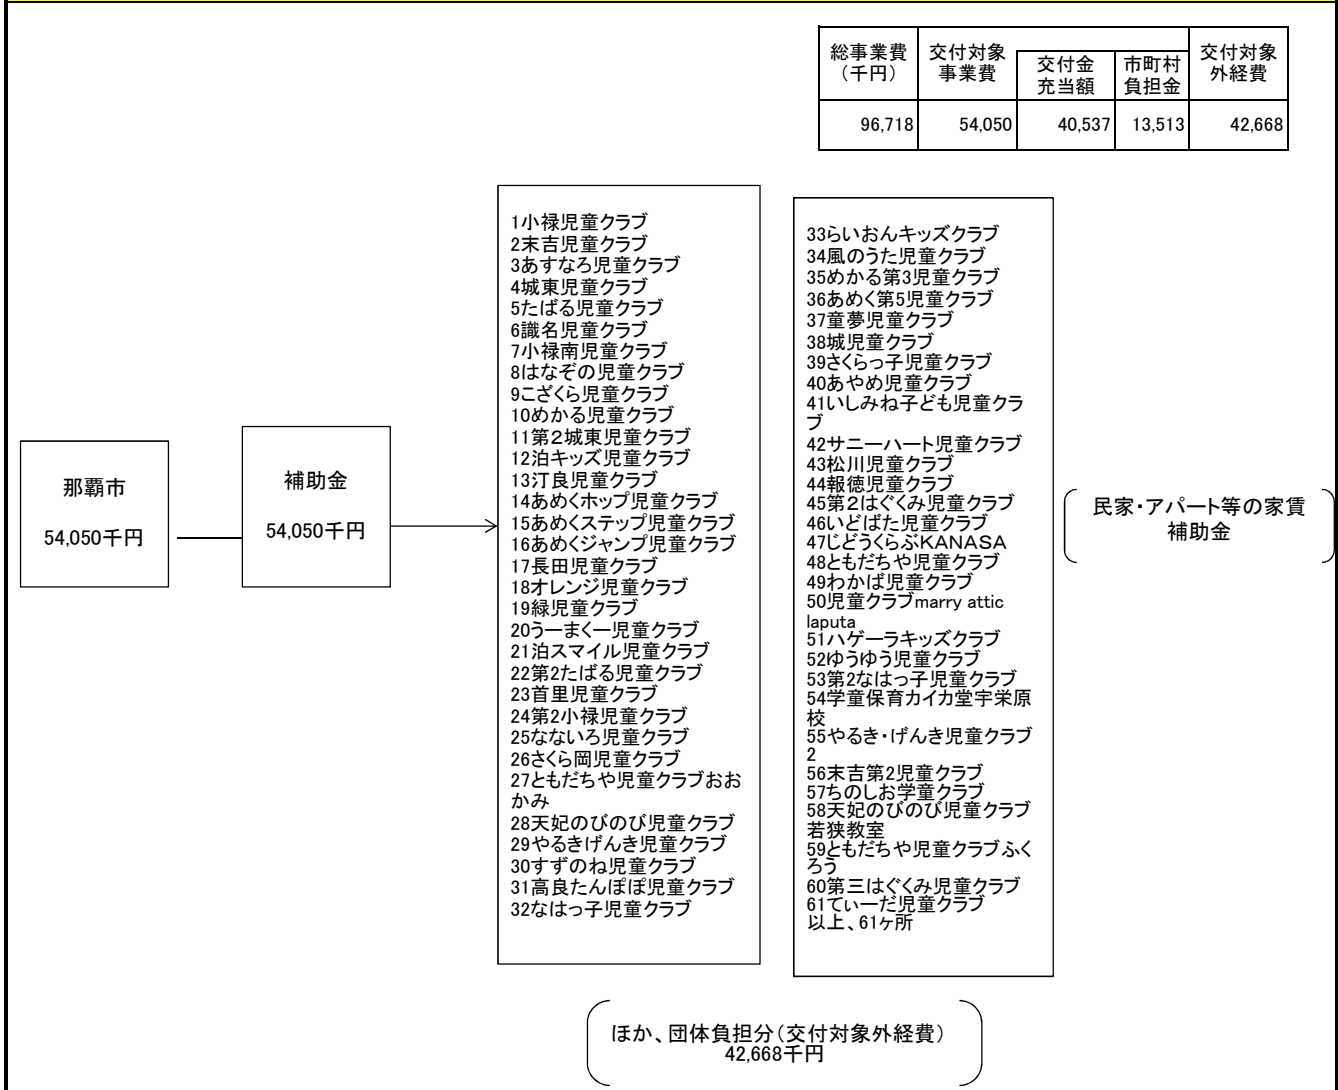 総事業費
(千円)
交付対象
事業費
交付金
充当額
市町村
負担金
交付対象
外経費
96,718
54,050
40,537
13,513
42,668
那覇市
54,050千円
補助金
54,050千円
1小禄児童クラブ
2末吉児童クラブ
3あすなろ児童クラブ
4城東児童クラブ
5たばる児童クラブ
6識名児童クラブ
7小禄南児童クラブ
8はなぞの児童クラブ
9こざくら児童クラブ
10めかる児童クラブ
11第２城東児童クラブ
12泊キッズ児童クラブ
13汀良児童クラブ
14あめくホップ児童クラブ
15あめくステップ児童クラブ
16あめくジャンプ児童クラブ
17長田児童クラブ
18オレンジ児童クラブ
19緑児童クラブ
20うーまくー児童クラブ
21泊スマイル児童クラブ
22第2たばる児童クラブ
23首里児童クラブ
24第2小禄児童クラブ
25なないろ児童クラブ
26さくら岡児童クラブ
27ともだちや児童クラブおお
かみ
28天妃のびのび児童クラブ
29やるきげんき児童クラブ
30すずのね児童クラブ
31高良たんぽぽ児童クラブ
32なはっ子児童クラブ
33らいおんキッズクラブ
34風のうた児童クラブ
35めかる第3児童クラブ
36あめく第5児童クラブ
37童夢児童クラブ
38城児童クラブ
39さくらっ子児童クラブ
40あやめ児童クラブ
41いしみね子ども児童クラ
ブ
42サニーハート児童クラブ
43松川児童クラブ
44報徳児童クラブ
45第２はぐくみ児童クラブ
46いどばた児童クラブ
47じどうくらぶＫＡＮＡＳＡ
48ともだちや児童クラブ
49わかば児童クラブ
50児童クラブmarry attic
laputa
51ハゲーラキッズクラブ
52ゆうゆう児童クラブ
53第2なはっ子児童クラブ
54学童保育カイカ堂宇栄原
校
55やるき・げんき児童クラブ
2
56末吉第2児童クラブ
57ちのしお学童クラブ
58天妃のびのび児童クラブ
若狭教室
59ともだちや児童クラブふく
ろう
60第三はぐくみ児童クラブ
61てぃーだ児童クラブ
以上、61ヶ所
民家・アパート等の家賃
補助金
ほか、団体負担分（交付対象外経費）
42,668千円